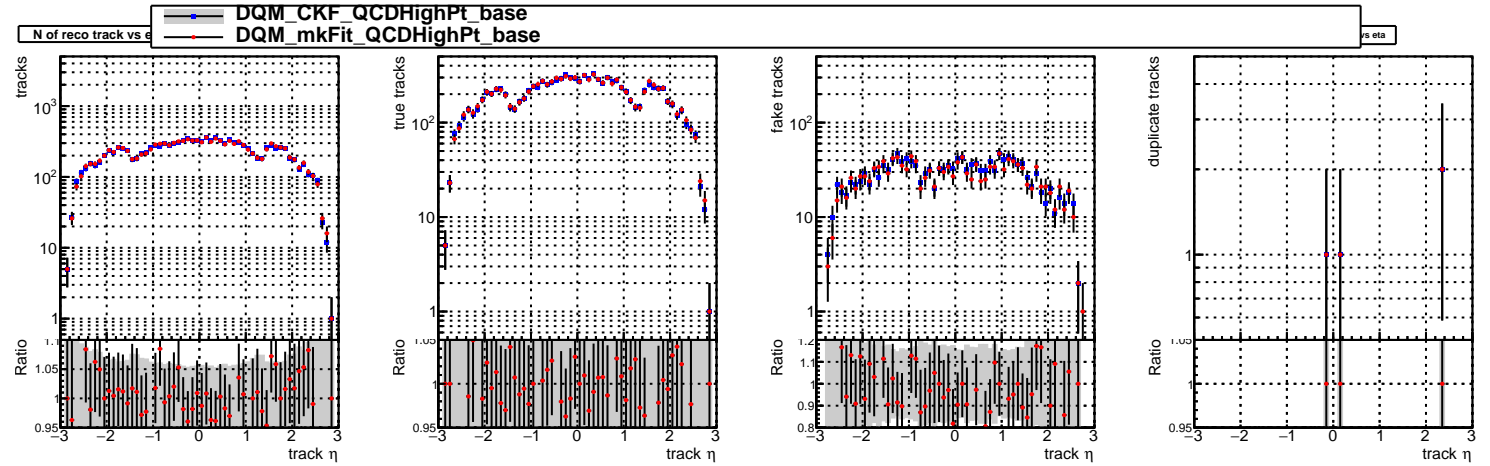 DQM_CKF_QCDHighPt_base
DQM_mkFit_QCDHighPt_base
N of reco track vs e
vs eta
tracks
10³
10²
10
1
Ratio
1.1
1.05
1
0.95
−3 −2 −1 0 1 2 3
track η
true tracks
10²
10
1
Ratio
1.05
1
0.95
−3 −2 −1 0 1 2 3
track η
fake tracks
10²
10
1
Ratio
1.2
1.1
1
0.9
0.8
−3 −2 −1 0 1 2 3
track η
duplicate tracks
1
Ratio
1.05
1
0.95
−3 −2 −1 0 1 2 3
track η